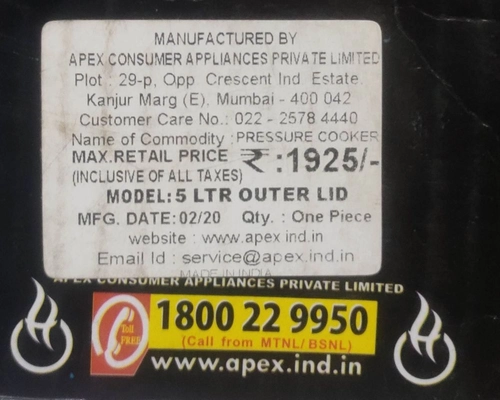 MANUFACTURED BY
APEX CONSUMER APPLIANCES PRIVATE LIMITED
Plot : 29-p, Opp Crescent Ind Estate.
Kanjur Marg (E), Mumbai - 400 042
Customer Care No.: 022 - 2578 4440
Name of Commodity : PRESSURE COOKER
MAX.RETAIL PRICE ₹ :1925/-
(INCLUSIVE OF ALL TAXES)
MODEL: 5 LTR OUTER LID
MFG. DATE: 02/20 Qty. : One Piece
website : www.apex.ind.in
Email Id : service@apex.ind.in
MADE IN INDIA
APEX CONSUMER APPLIANCES PRIVATE LIMITED
Toll FREE 1800 22 9950
(Call from MTNL/ BSNL)
www.apex.ind.in